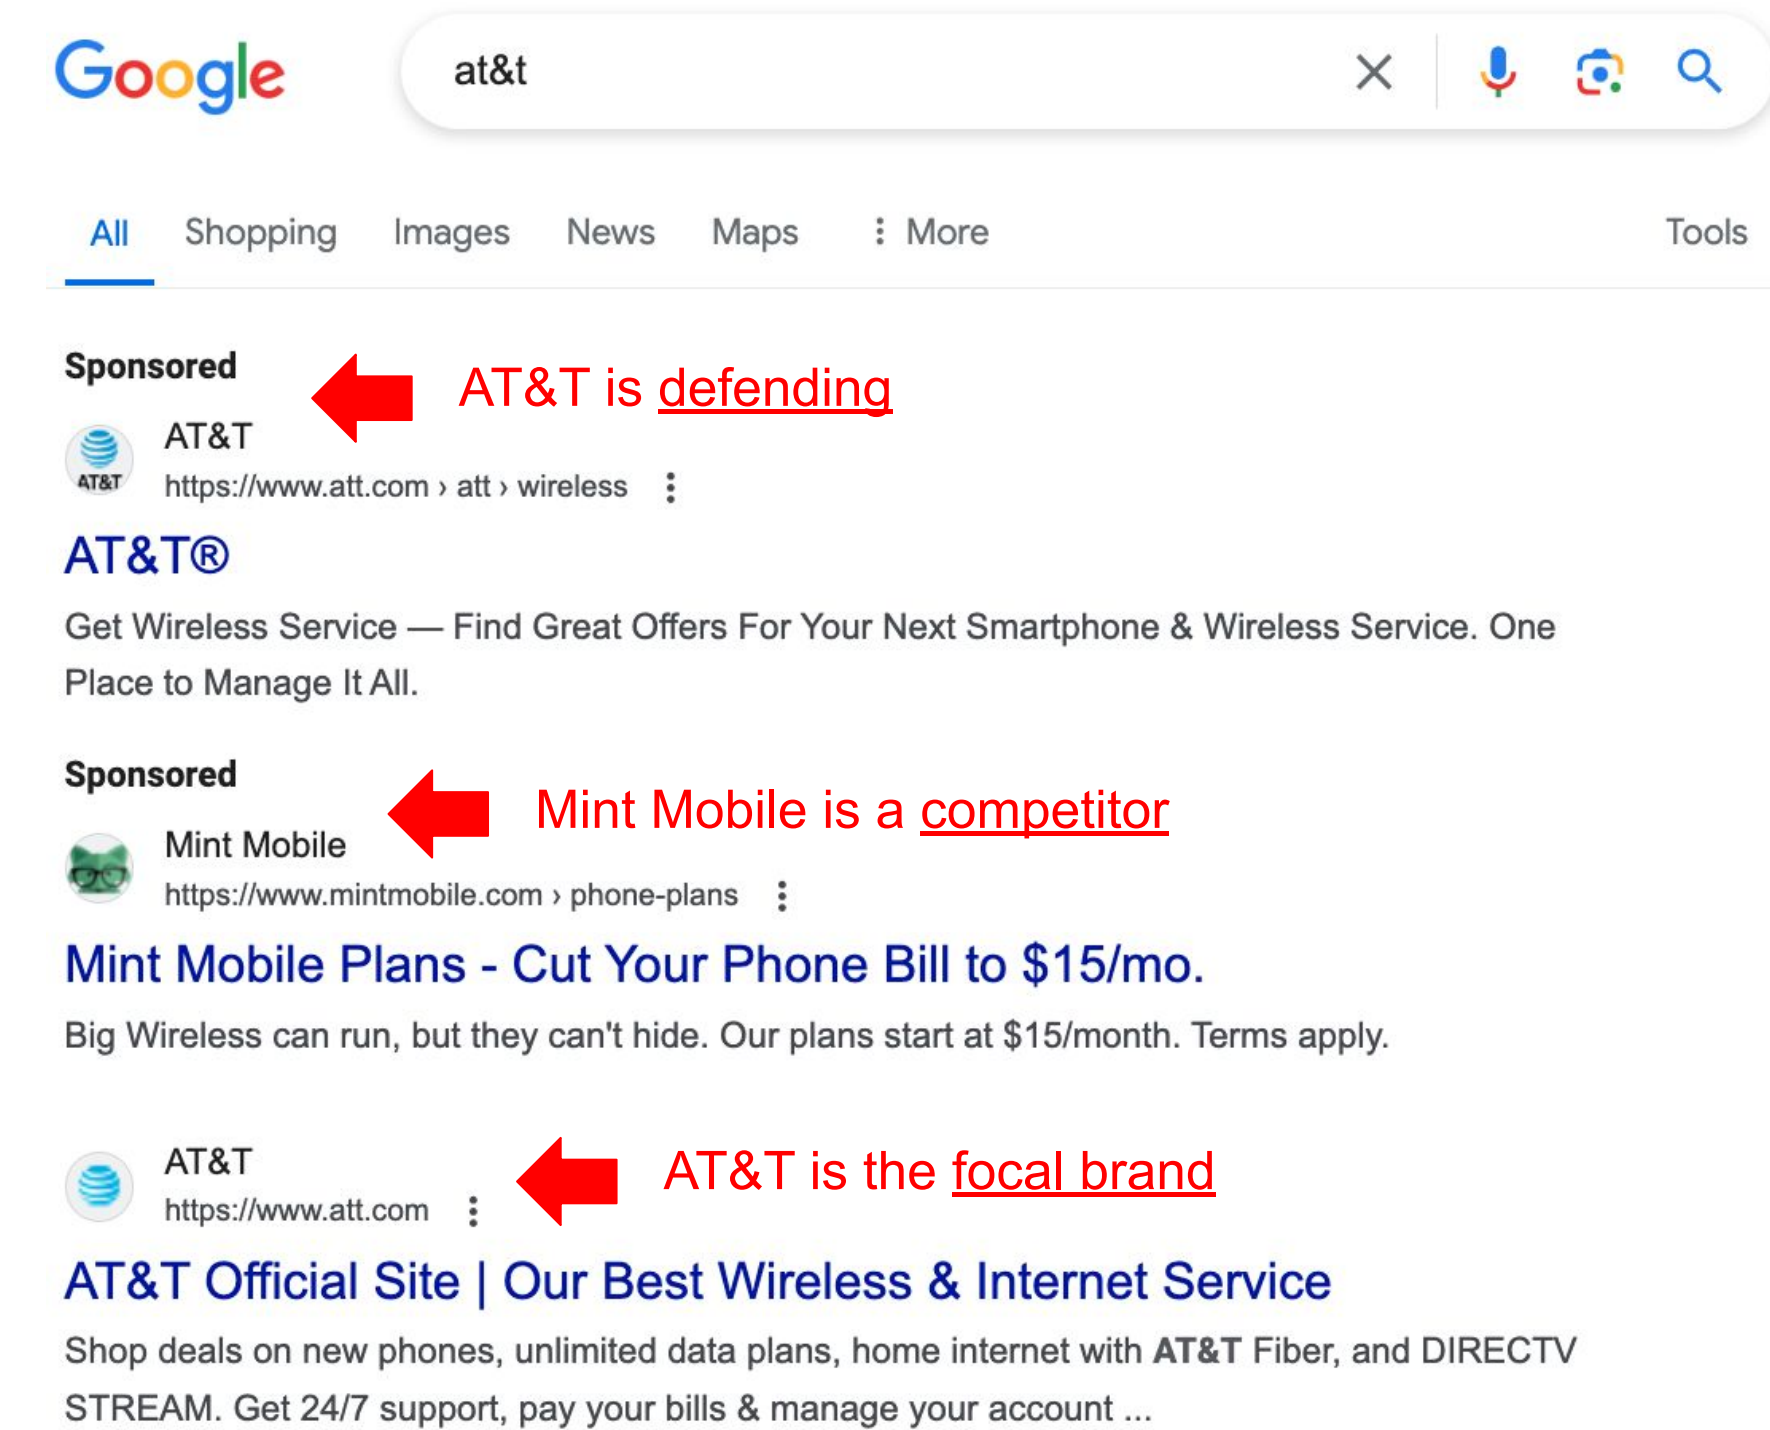 Google
at&t
All Shopping Images News Maps More Tools
Sponsored
AT&T is defending
AT&T
AT&T
https://www.att.com › att › wireless
AT&T®
Get Wireless Service — Find Great Offers For Your Next Smartphone & Wireless Service. One
Place to Manage It All.
Sponsored
Mint Mobile is a competitor
Mint Mobile
https://www.mintmobile.com › phone-plans
Mint Mobile Plans - Cut Your Phone Bill to $15/mo.
Big Wireless can run, but they can't hide. Our plans start at $15/month. Terms apply.
AT&T
AT&T is the focal brand
https://www.att.com
AT&T Official Site | Our Best Wireless & Internet Service
Shop deals on new phones, unlimited data plans, home internet with AT&T Fiber, and DIRECTV
STREAM. Get 24/7 support, pay your bills & manage your account ...